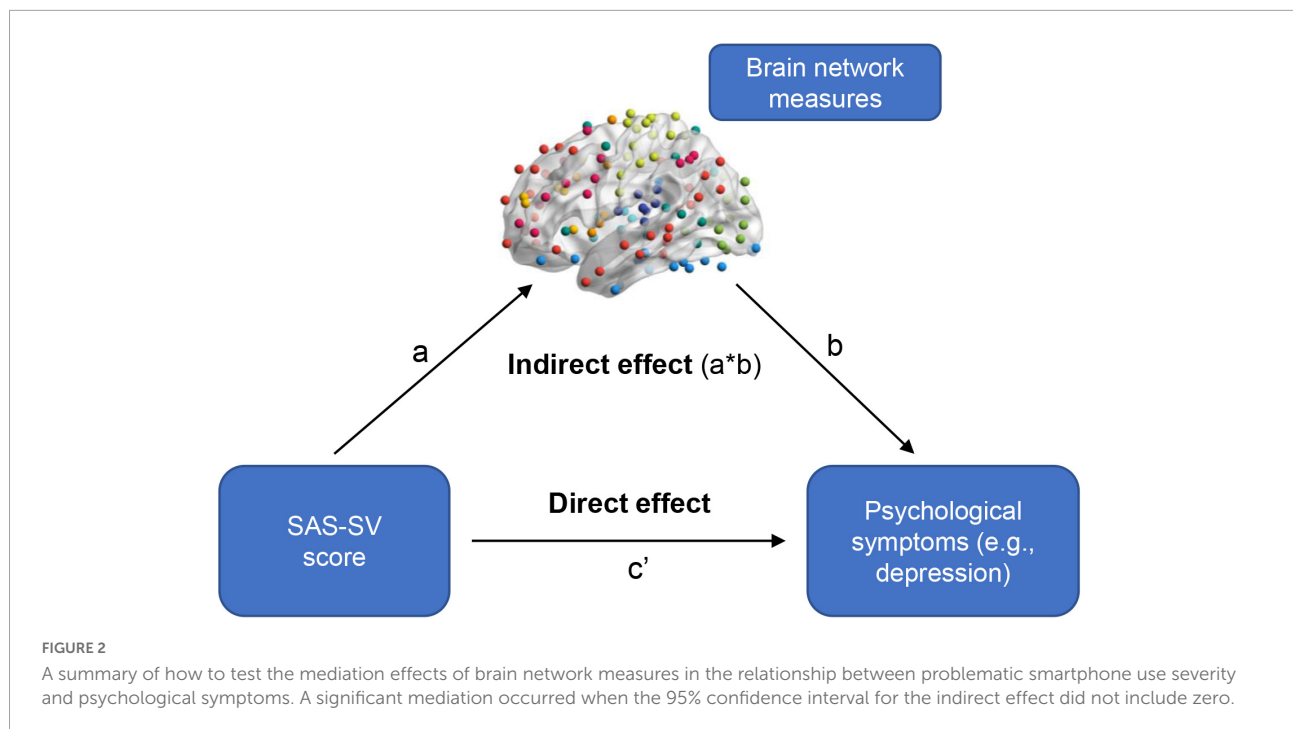 Brain network
measures
a
b
Indirect effect (a*b)
SAS-SV
score
Direct effect
c’
Psychological
symptoms (e.g.,
depression)
FIGURE 2
A summary of how to test the mediation effects of brain network measures in the relationship between problematic smartphone use severity
and psychological symptoms. A significant mediation occurred when the 95% confidence interval for the indirect effect did not include zero.